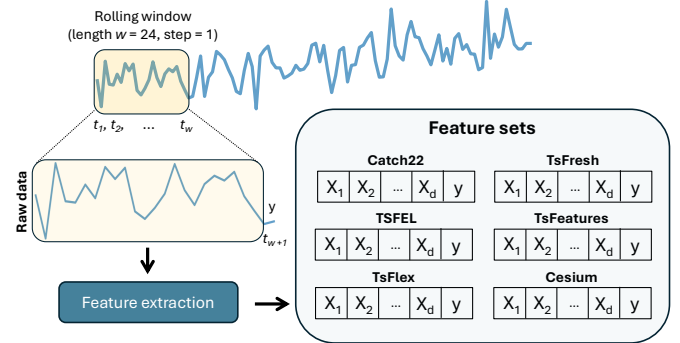 Rolling window
(length w = 24, step = 1)
t1, t2, ... tw
Raw data
y
tw+1
Feature extraction
Feature sets
Catch22
X1 X2 ... Xd y
TsFresh
X1 X2 ... Xd y
TSFEL
X1 X2 ... Xd y
TsFeatures
X1 X2 ... Xd y
TsFlex
X1 X2 ... Xd y
Cesium
X1 X2 ... Xd y